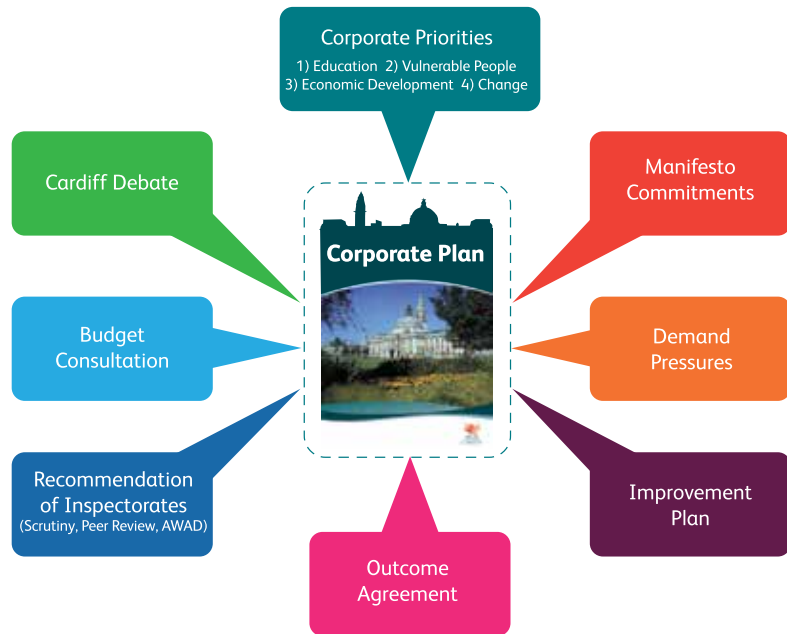 Corporate Priorities
1) Education 2) Vulnerable People
3) Economic Development 4) Change
Cardiff Debate
Manifesto
Commitments
Corporate Plan
Budget
Consultation
Demand
Pressures
Recommendation
of Inspectorates
(Scrutiny, Peer Review, AWAD)
Improvement
Plan
Outcome
Agreement